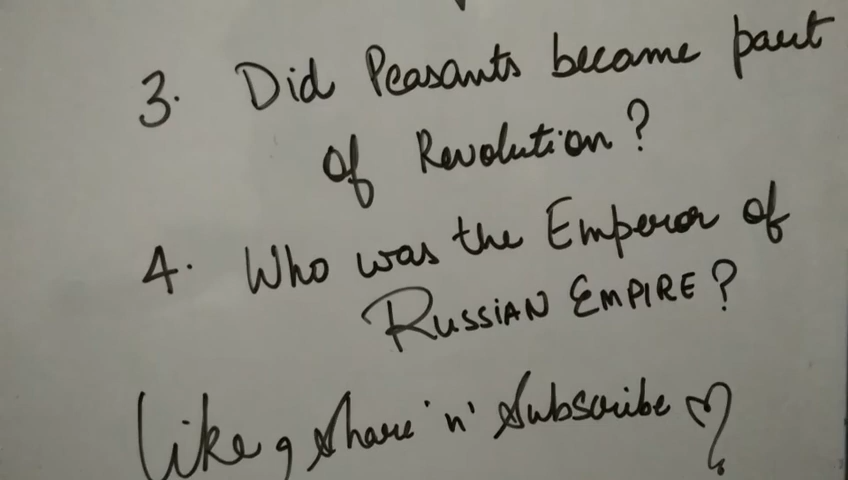 3. Did Peasants became part
of Revolution?
4. Who was the Emperor of
RUSSiAN EMPIRE?
Like, Share 'n' Subscribe